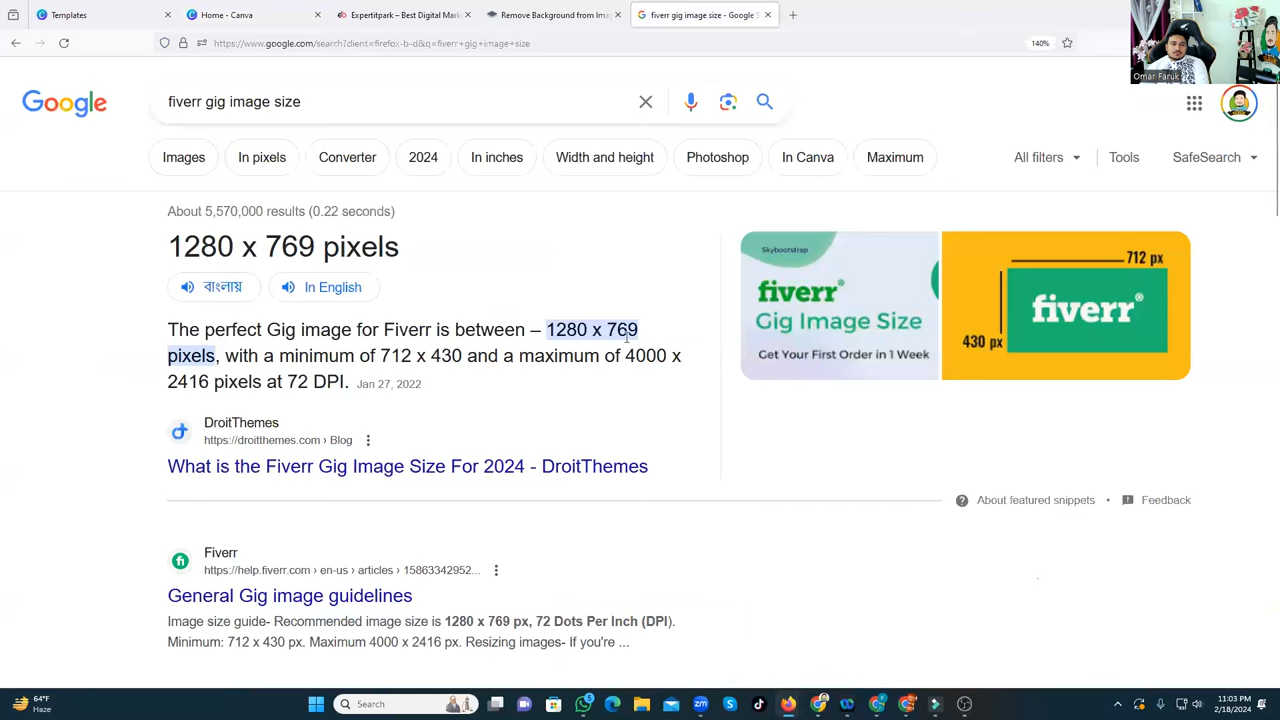 Templates
Home - Canva
Expertitpark – Best Digital Mark
Remove Background from Ima
fiverr gig image size - Google S
https://www.google.com/search?client=firefox-b-d&q=fiverr+gig+image+size
140%
Omar Faruk
Google
fiverr gig image size
Images
In pixels
Converter
2024
In inches
Width and height
Photoshop
In Canva
Maximum
All filters
Tools
SafeSearch
About 5,570,000 results (0.22 seconds)
1280 x 769 pixels
বাংলায়
In English
The perfect Gig image for Fiverr is between – 1280 x 769
pixels, with a minimum of 712 x 430 and a maximum of 4000 x
2416 pixels at 72 DPI. Jan 27, 2022
Skybootstrap
fiverr®
Gig Image Size
Get Your First Order in 1 Week
712 px
430 px
fiverr®
DroitThemes
https://droitthemes.com › Blog
What is the Fiverr Gig Image Size For 2024 - DroitThemes
About featured snippets • Feedback
Fiverr
https://help.fiverr.com › en-us › articles › 15863342952...
General Gig image guidelines
Image size guide- Recommended image size is 1280 x 769 px, 72 Dots Per Inch (DPI).
Minimum: 712 x 430 px. Maximum 4000 x 2416 px. Resizing images- If you're ...
64°F
Haze
Search
11:03 PM
2/18/2024